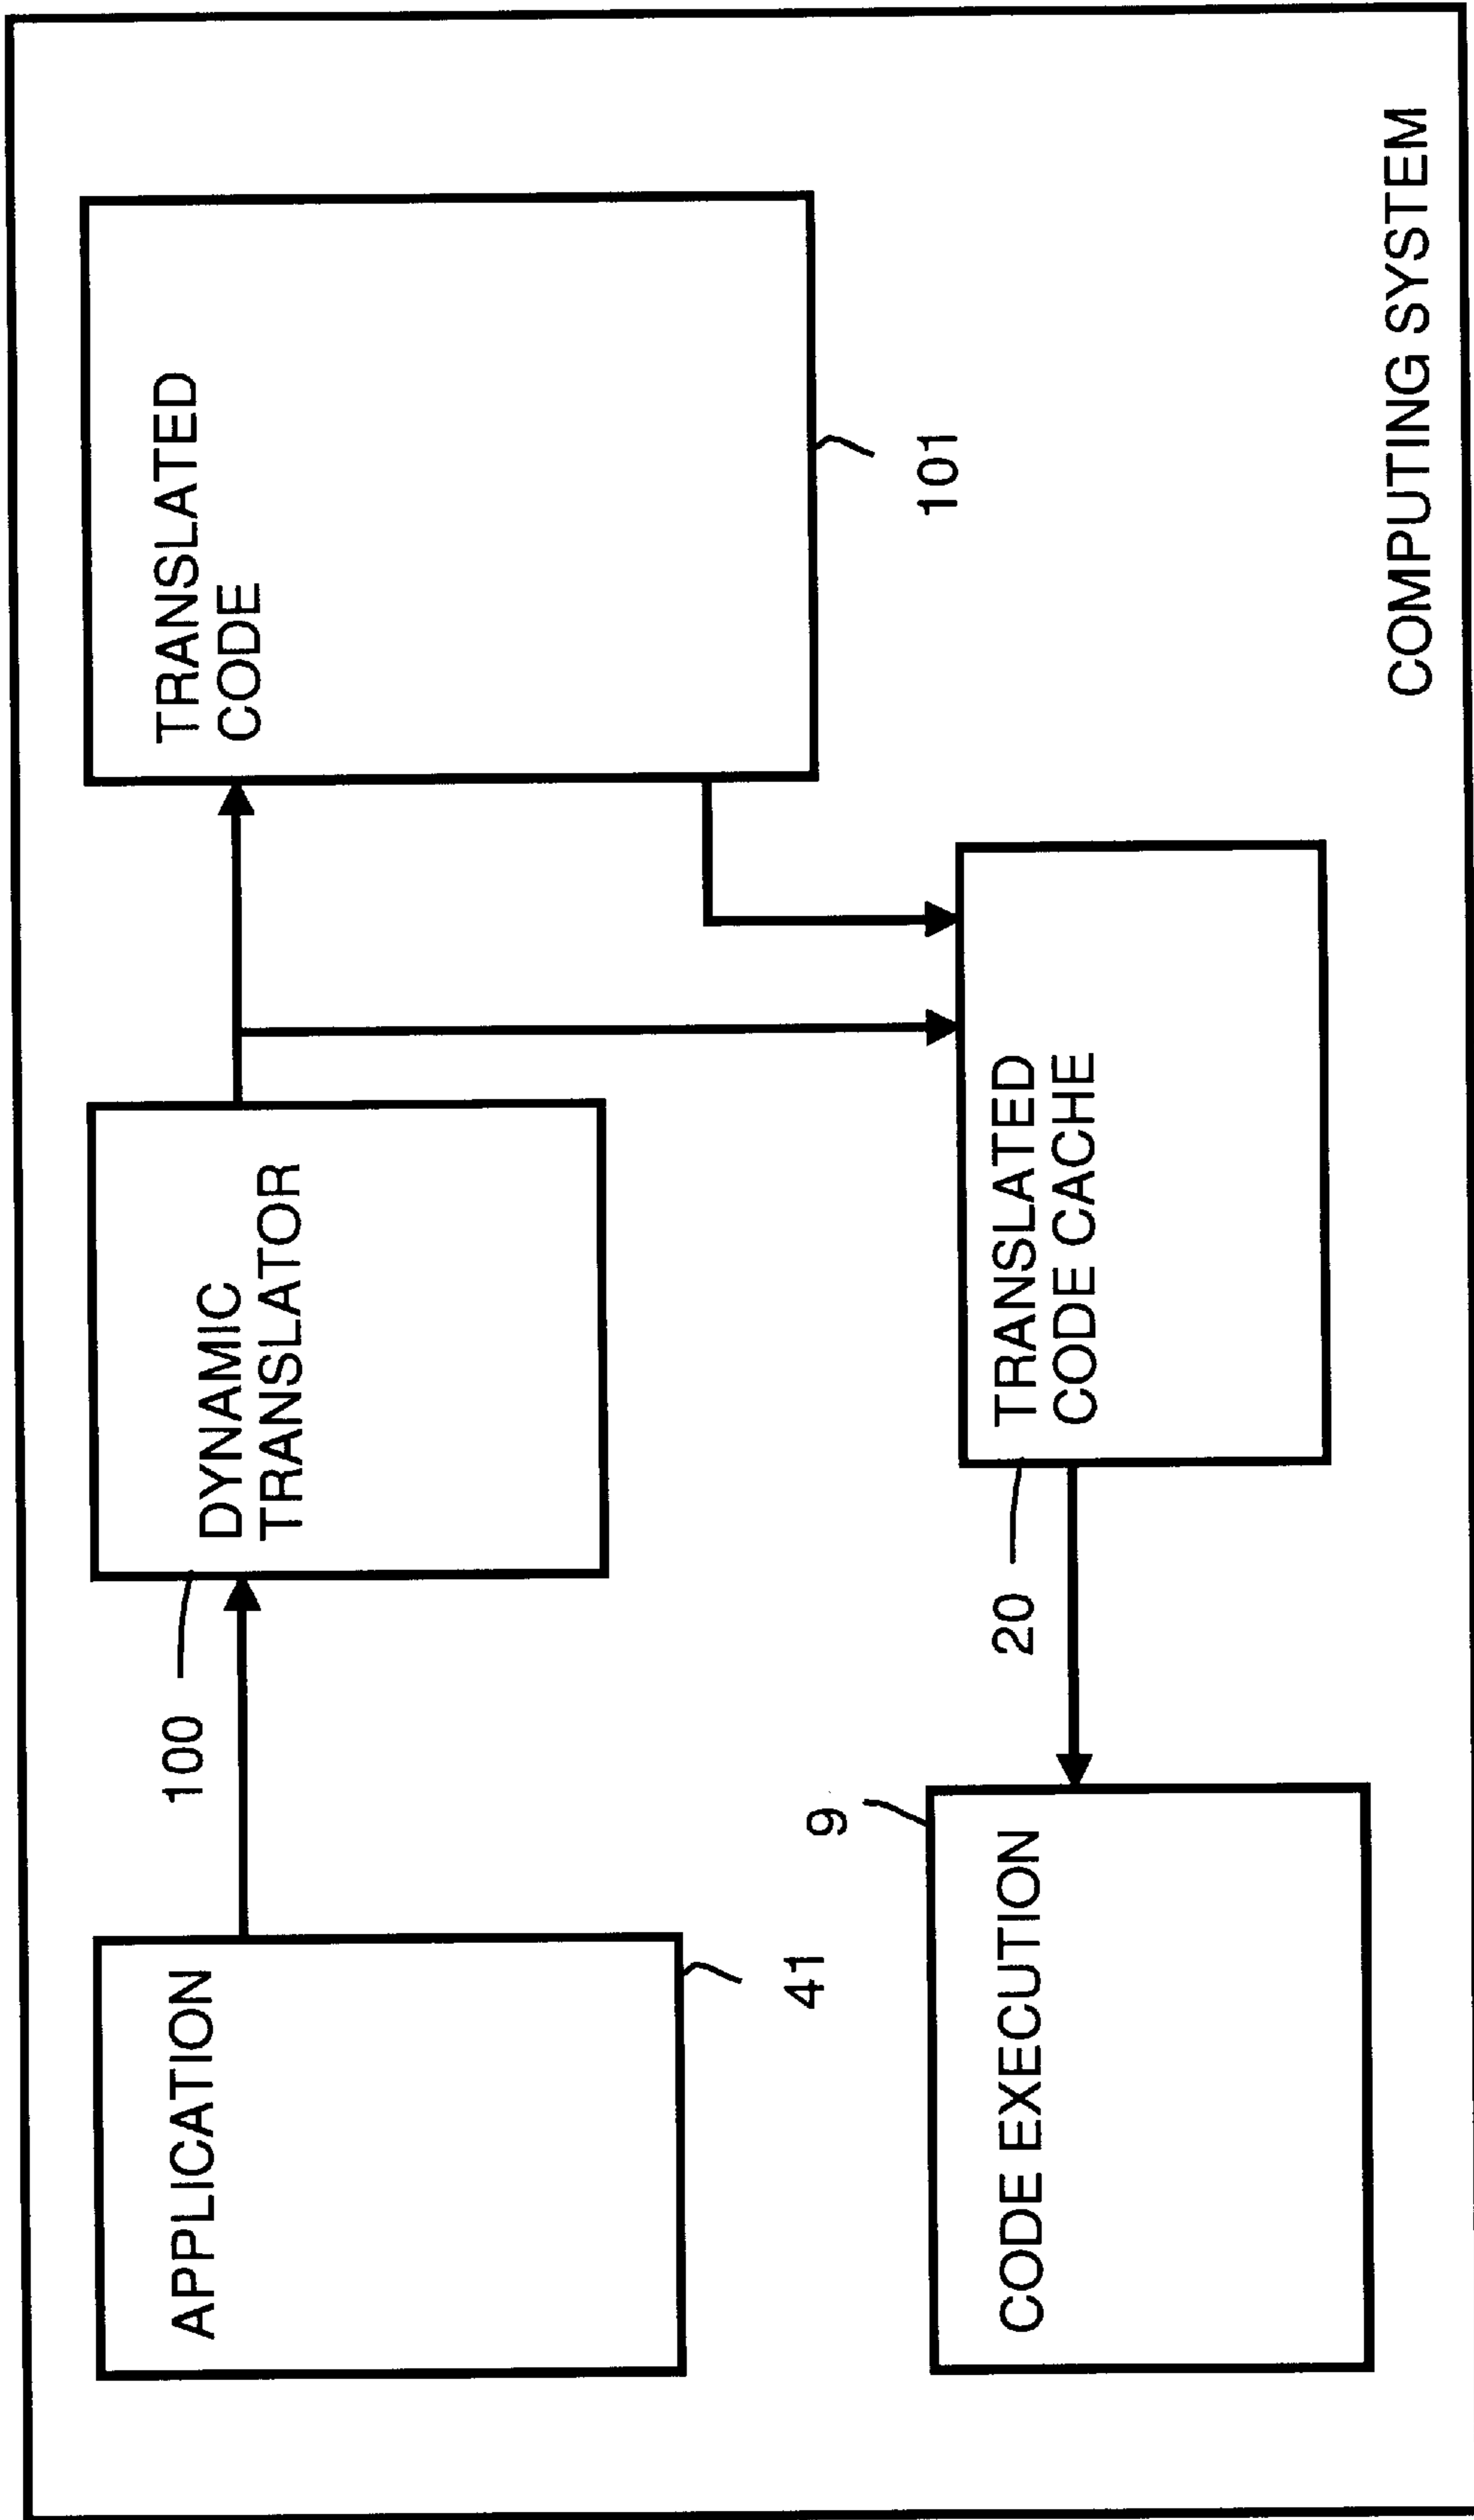 APPLICATION
41
100
DYNAMIC
TRANSLATOR
TRANSLATED
CODE
101
9
CODE EXECUTION
20
TRANSLATED
CODE CACHE
COMPUTING SYSTEM